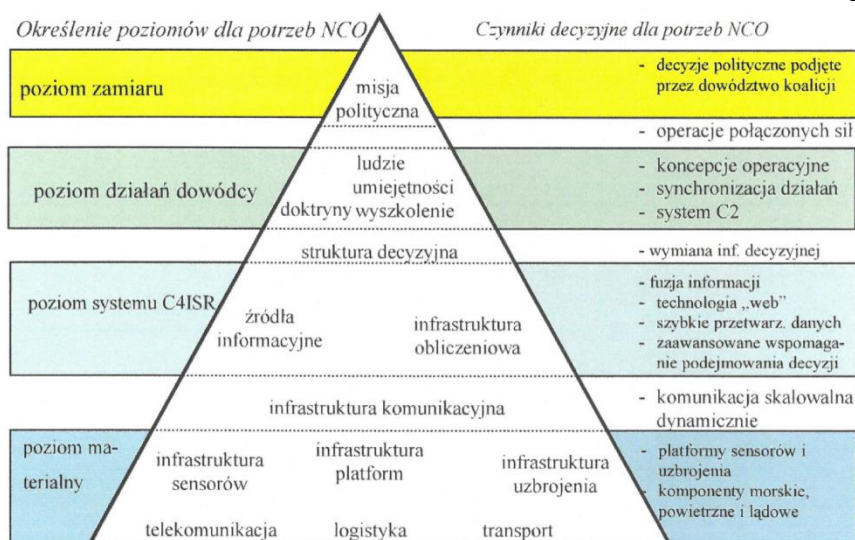 Określenie poziomów dla potrzeb NCO
Czynniki decyzyjne dla potrzeb NCO
poziom zamiaru
misja
polityczna
- decyzje polityczne podjęte
przez dowództwo koalicji
- operacje połączonych sił
poziom działań dowódcy
ludzie
umiejętności
doktryny wyszkolenie
- koncepcje operacyjne
- synchronizacja działań
- system C2
struktura decyzyjna
- wymiana inf. decyzyjnej
poziom systemu C4ISR
źródła
informacyjne
infrastruktura
obliczeniowa
- fuzja informacji
- technologia „web”
- szybkie przetwarz. danych
- zaawansowane wspomaga-
nie podejmowania decyzji
infrastruktura komunikacyjna
- komunikacja skalowalna
dynamicznie
poziom ma-
terialny
infrastruktura
sensorów
infrastruktura
platform
infrastruktura
uzbrojenia
telekomunikacja
logistyka
transport
- platformy sensorów i
uzbrojenia
- komponenty morskie,
powietrzne i lądowe